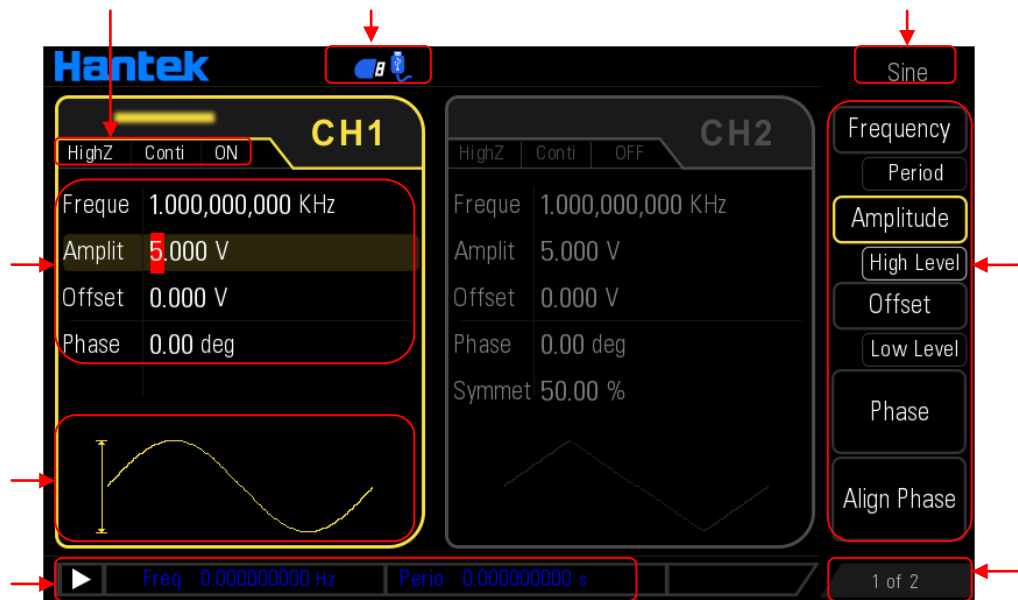 Hantek
Sine
CH1
HighZ Conti ON
Freque 1.000,000,000 KHz
Amplit 5.000 V
Offset 0.000 V
Phase 0.00 deg
CH2
HighZ Conti OFF
Freque 1.000,000,000 KHz
Amplit 5.000 V
Offset 0.000 V
Phase 0.00 deg
Symmet 50.00 %
Frequency
Period
Amplitude
High Level
Offset
Low Level
Phase
Align Phase
Freq 0.000000000 Hz Perio 0.000000000 s
1 of 2